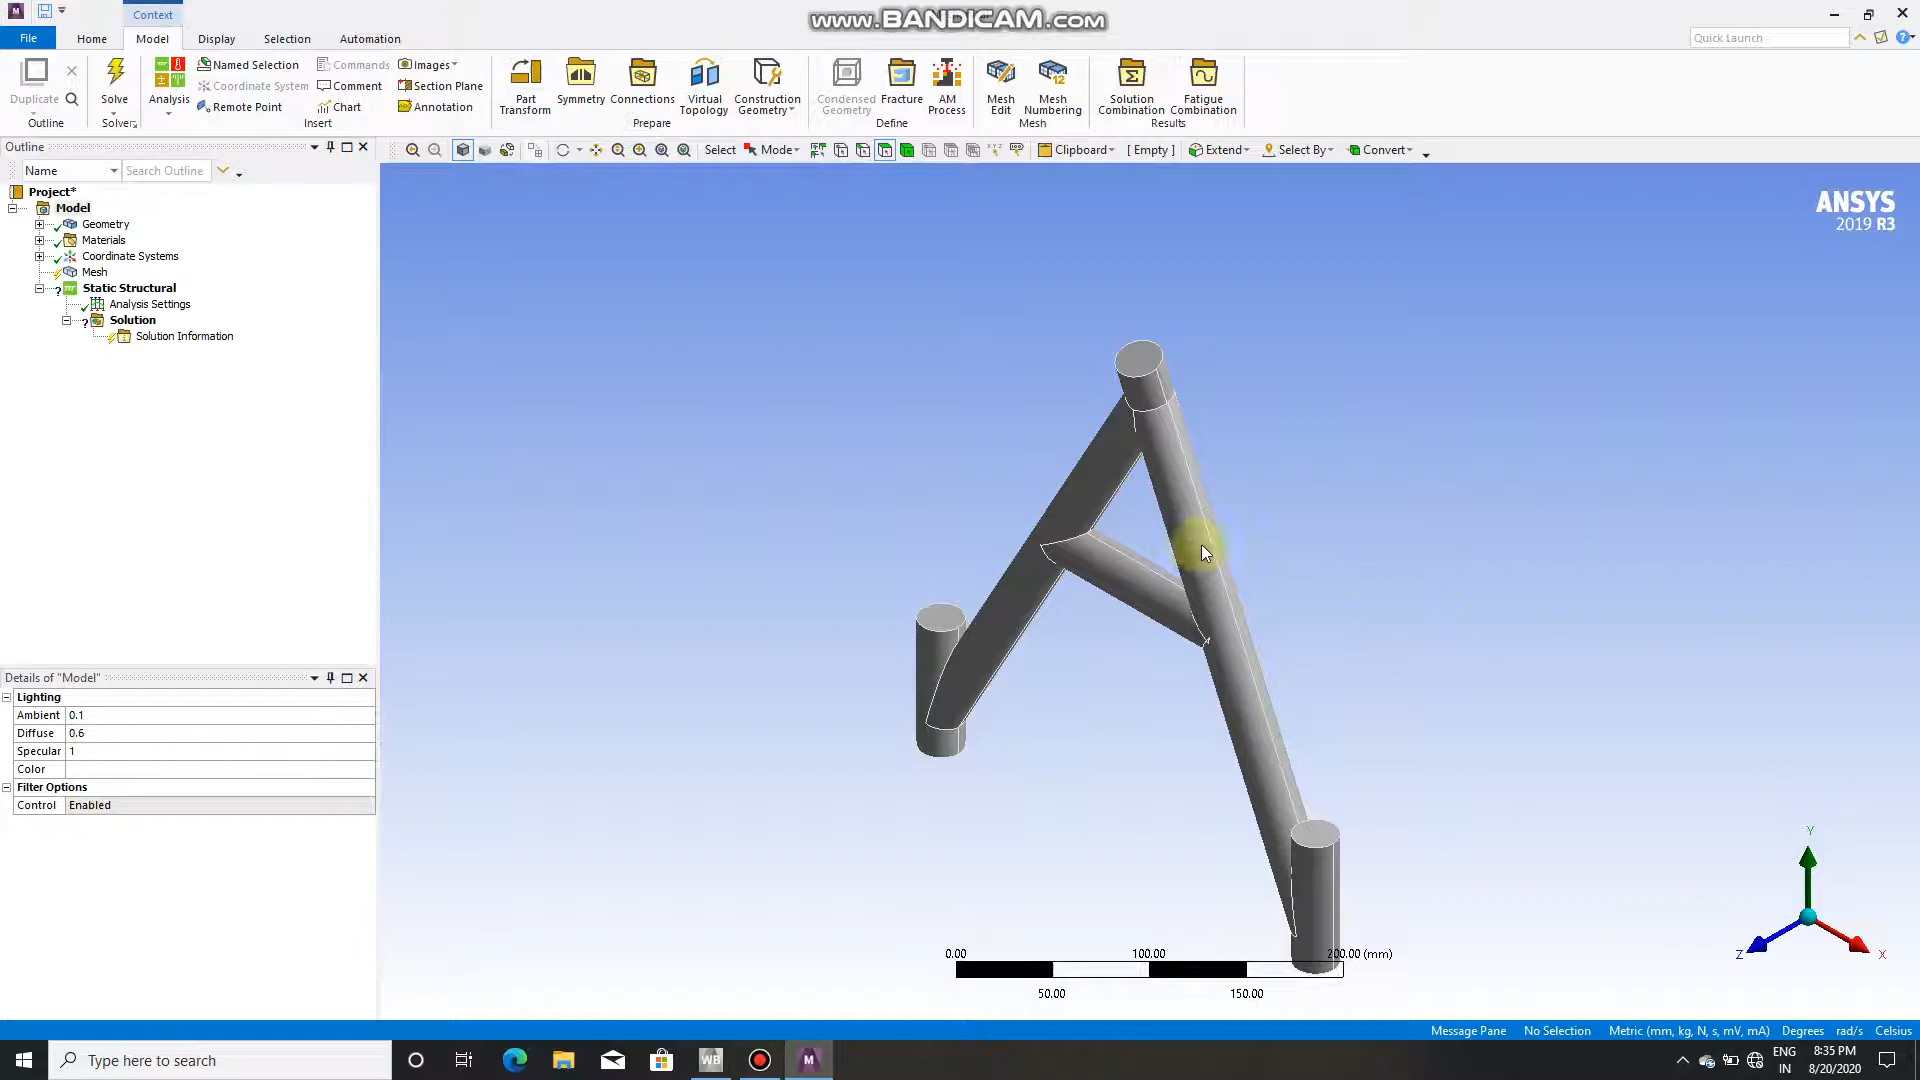 Context
www.BANDICAM.com
File
Home
Model
Display
Selection
Automation
Quick Launch
Duplicate
Outline
Solve
Solver
Analysis
Named Selection
Coordinate System
Remote Point
Commands
Comment
Chart
Images
Section Plane
Annotation
Insert
Part Transform
Symmetry
Connections
Virtual Topology
Construction Geometry
Prepare
Condensed Geometry
Fracture
AM Process
Define
Mesh Edit
Mesh Numbering
Mesh
Solution Combination
Fatigue Combination
Results
Outline
Select
Mode
Clipboard
[ Empty ]
Extend
Select By
Convert
Name
Search Outline
Project*
Model
Geometry
Materials
Coordinate Systems
Mesh
Static Structural
Analysis Settings
Solution
Solution Information
ANSYS
2019 R3
Details of "Model"
Lighting
Ambient 0.1
Diffuse 0.6
Specular 1
Color
Filter Options
Control Enabled
Y
Z
X
0.00 100.00 200.00 (mm)
50.00 150.00
Message Pane
No Selection
Metric (mm, kg, N, s, mV, mA)
Degrees
rad/s
Celsius
Type here to search
WB
M
ENG
IN
8:35 PM
8/20/2020